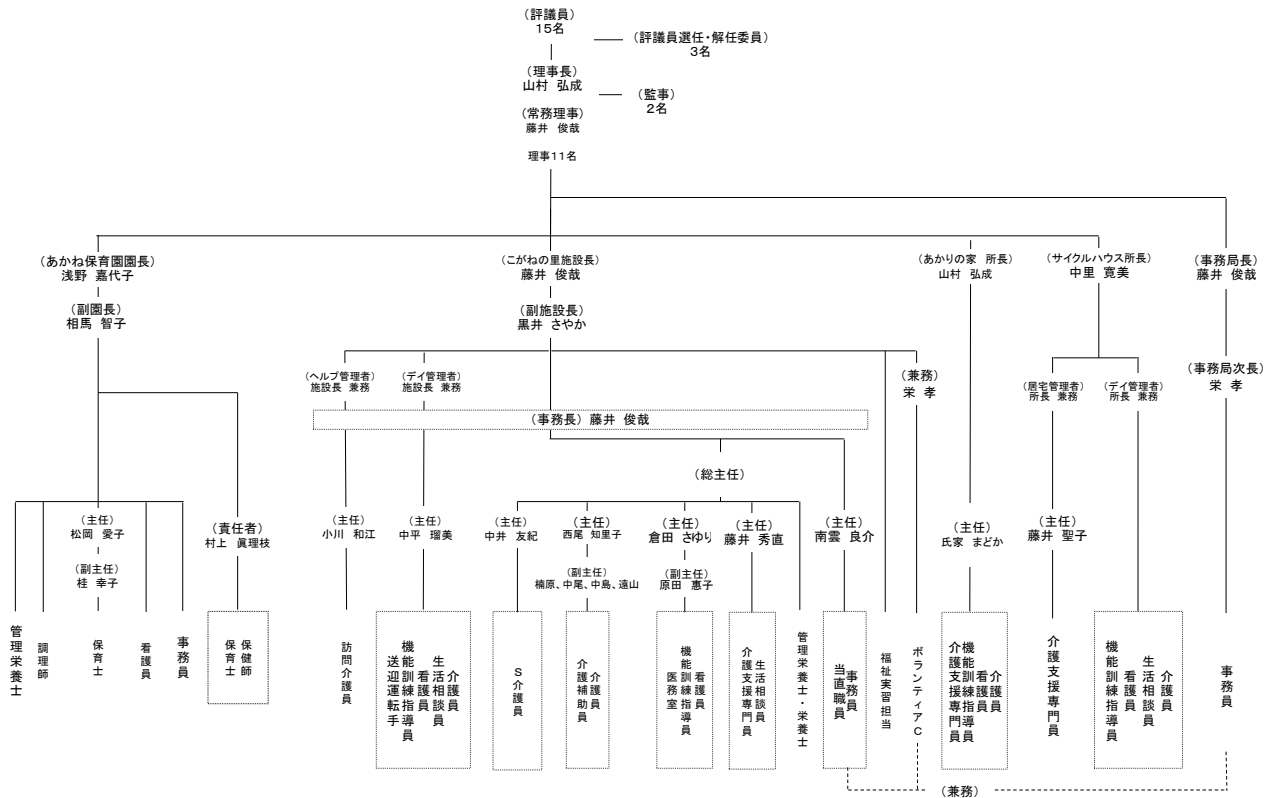 (評議員)
15名
(評議員選任・解任委員)
3名
(理事長)
山村 弘成
(監事)
2名
(常務理事)
藤井 俊哉
理事11名
(あかね保育園園長)
浅野 嘉代子
(こがねの里施設長)
藤井 俊哉
(あかりの家 所長)
山村 弘成
(サイクルハウス所長)
中里 寛美
(事務局長)
藤井 俊哉
(副園長)
相馬 智子
(副施設長)
黒井 さやか
(ヘルプ管理者)
施設長 兼務
(デイ管理者)
施設長 兼務
(兼務)
栄 孝
(居宅管理者)
所長 兼務
(デイ管理者)
所長 兼務
(事務局次長)
栄 孝
(事務長) 藤井 俊哉
(総主任)
(主任)
松岡 愛子
(副主任)
桂 幸子
(責任者)
村上 眞理枝
(主任)
小川 和江
(主任)
中平 瑠美
(主任)
中井 友紀
(主任)
西尾 知里子
(副主任)
楠原、中尾、中島、遠山
(主任)
倉田 さゆり
(副主任)
原田 惠子
(主任)
藤井 秀直
(主任)
南雲 良介
(主任)
氏家 まどか
(主任)
藤井 聖子
管理栄養士
調理師
保育士
看護員
事務員
保健師
保育士
訪問介護員
介護員
生活相談員
看護員
機能訓練指導員
送迎運転手
S介護員
介護員
介護補助員
看護員
機能訓練指導員
医務室
生活相談員
介護支援専門員
管理栄養士・栄養士
事務員
当直職員
福祉実習担当
ボランティアC
介護員
看護員
機能訓練指導員
介護支援専門員
介護支援専門員
介護員
生活相談員
看護員
機能訓練指導員
事務員
(兼務)